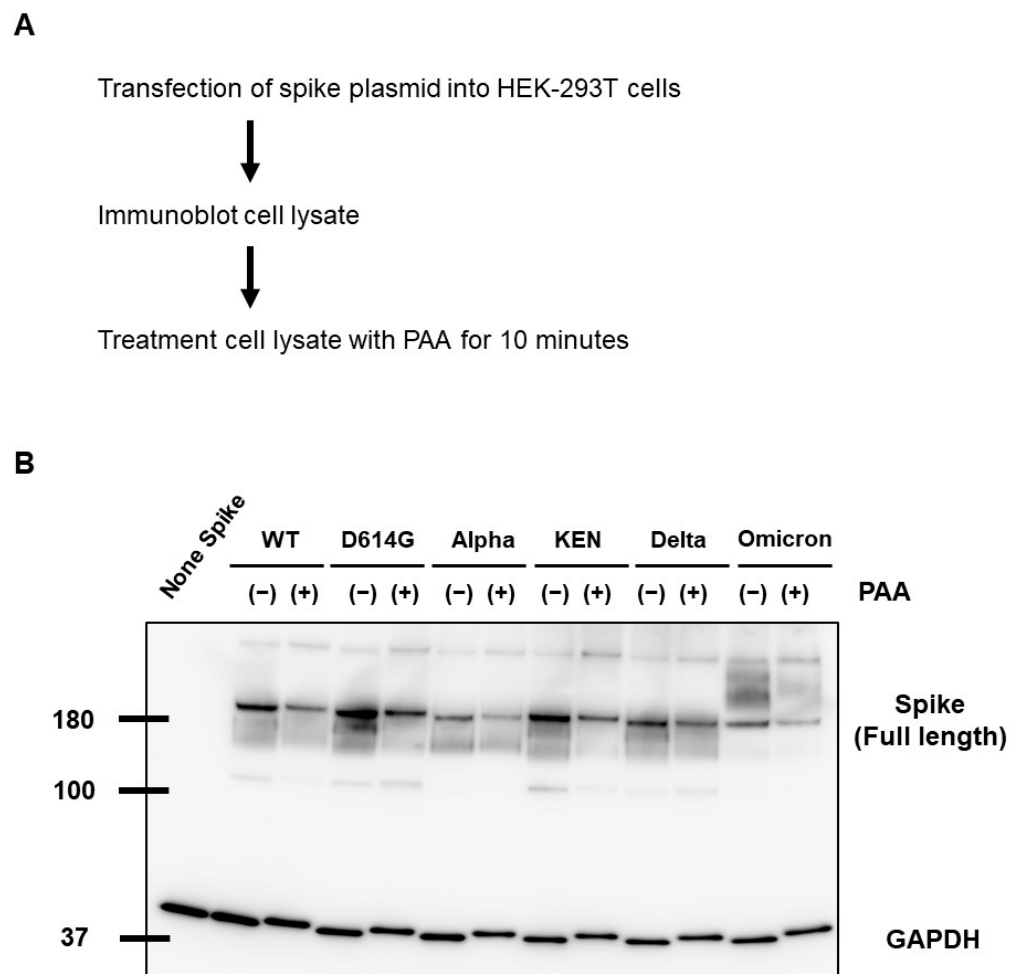 A
Transfection of spike plasmid into HEK-293T cells
Immunoblot cell lysate
Treatment cell lysate with PAA for 10 minutes
B
None Spike WT D614G Alpha KEN Delta Omicron
(−) (+) (−) (+) (−) (+) (−) (+) (−) (+) (−) (+) PAA
180 Spike
(Full length)
100
37 GAPDH